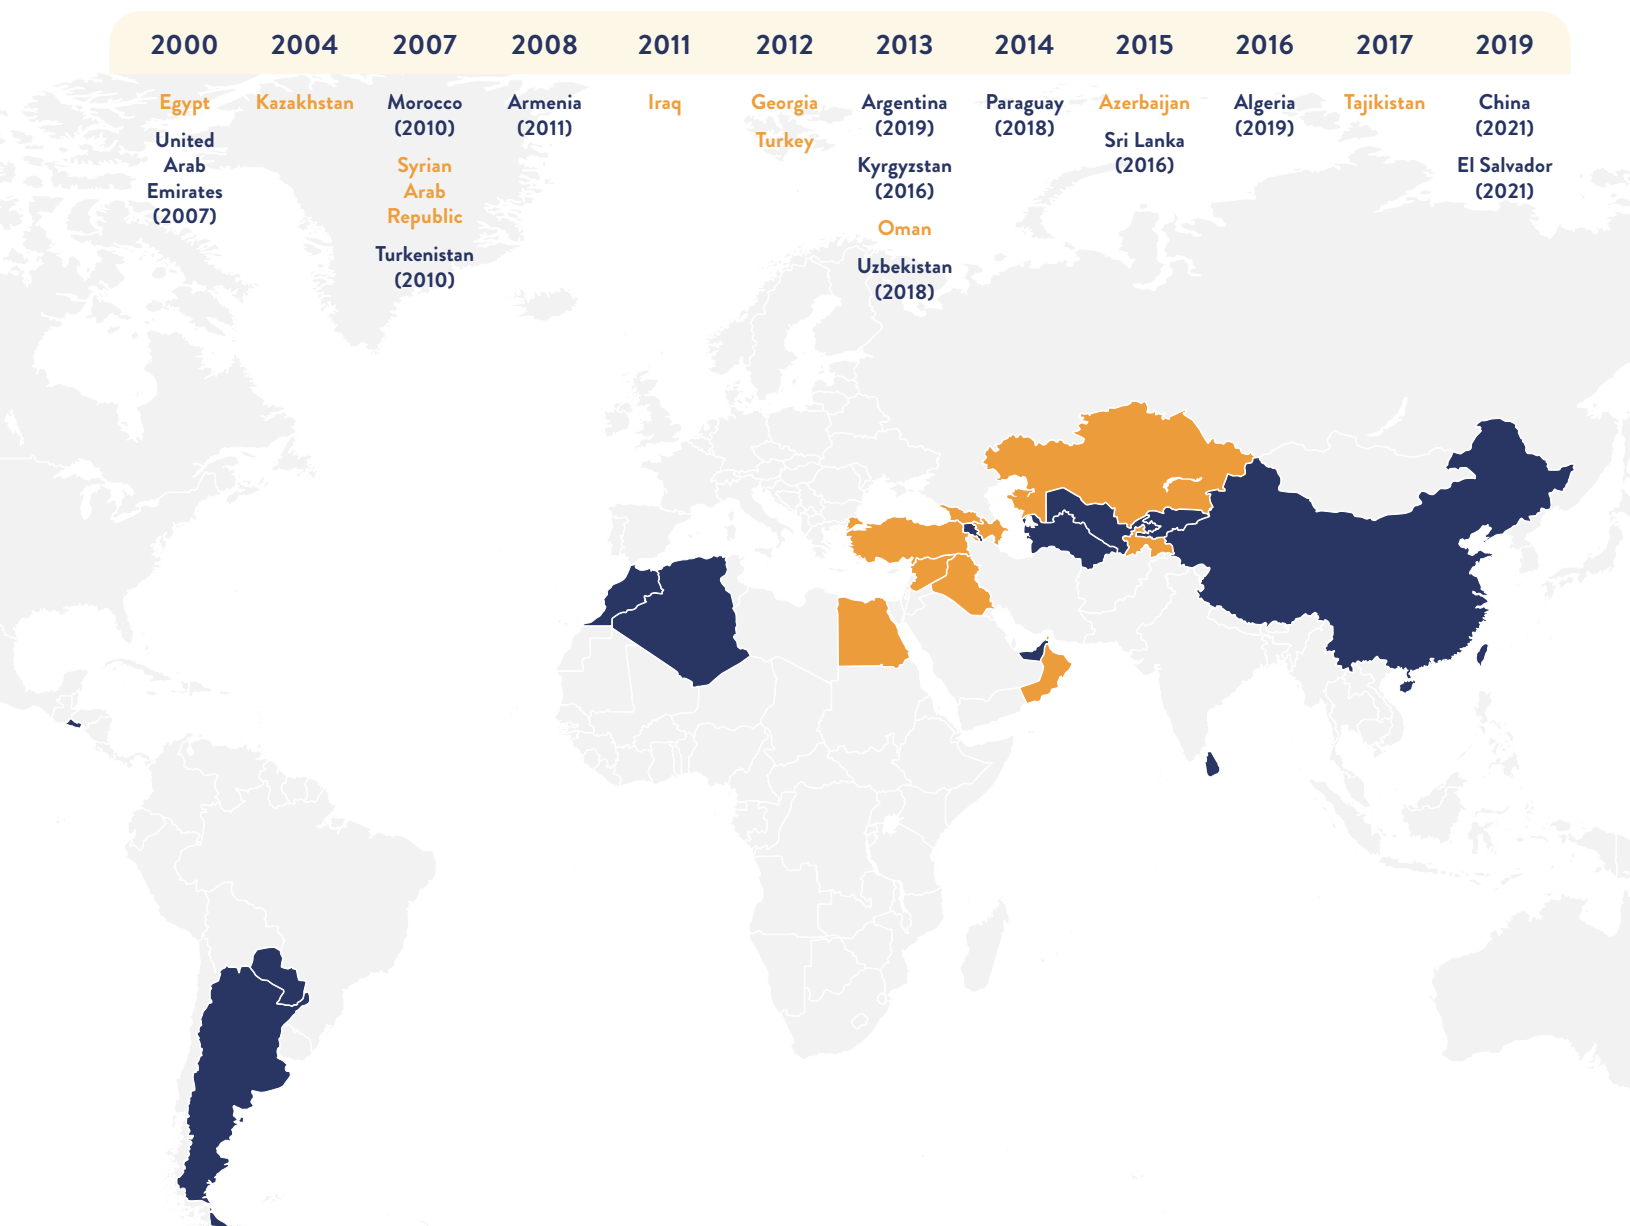 2000 2004 2007 2008 2011 2012 2013 2014 2015 2016 2017 2019
Egypt
United
Arab
Emirates
(2007)
Kazakhstan
Morocco
(2010)
Syrian
Arab
Republic
Turkenistan
(2010)
Armenia
(2011)
Iraq
Georgia
Turkey
Argentina
(2019)
Kyrgyzstan
(2016)
Oman
Uzbekistan
(2018)
Paraguay
(2018)
Azerbaijan
Sri Lanka
(2016)
Algeria
(2019)
Tajikistan
China
(2021)
El Salvador
(2021)